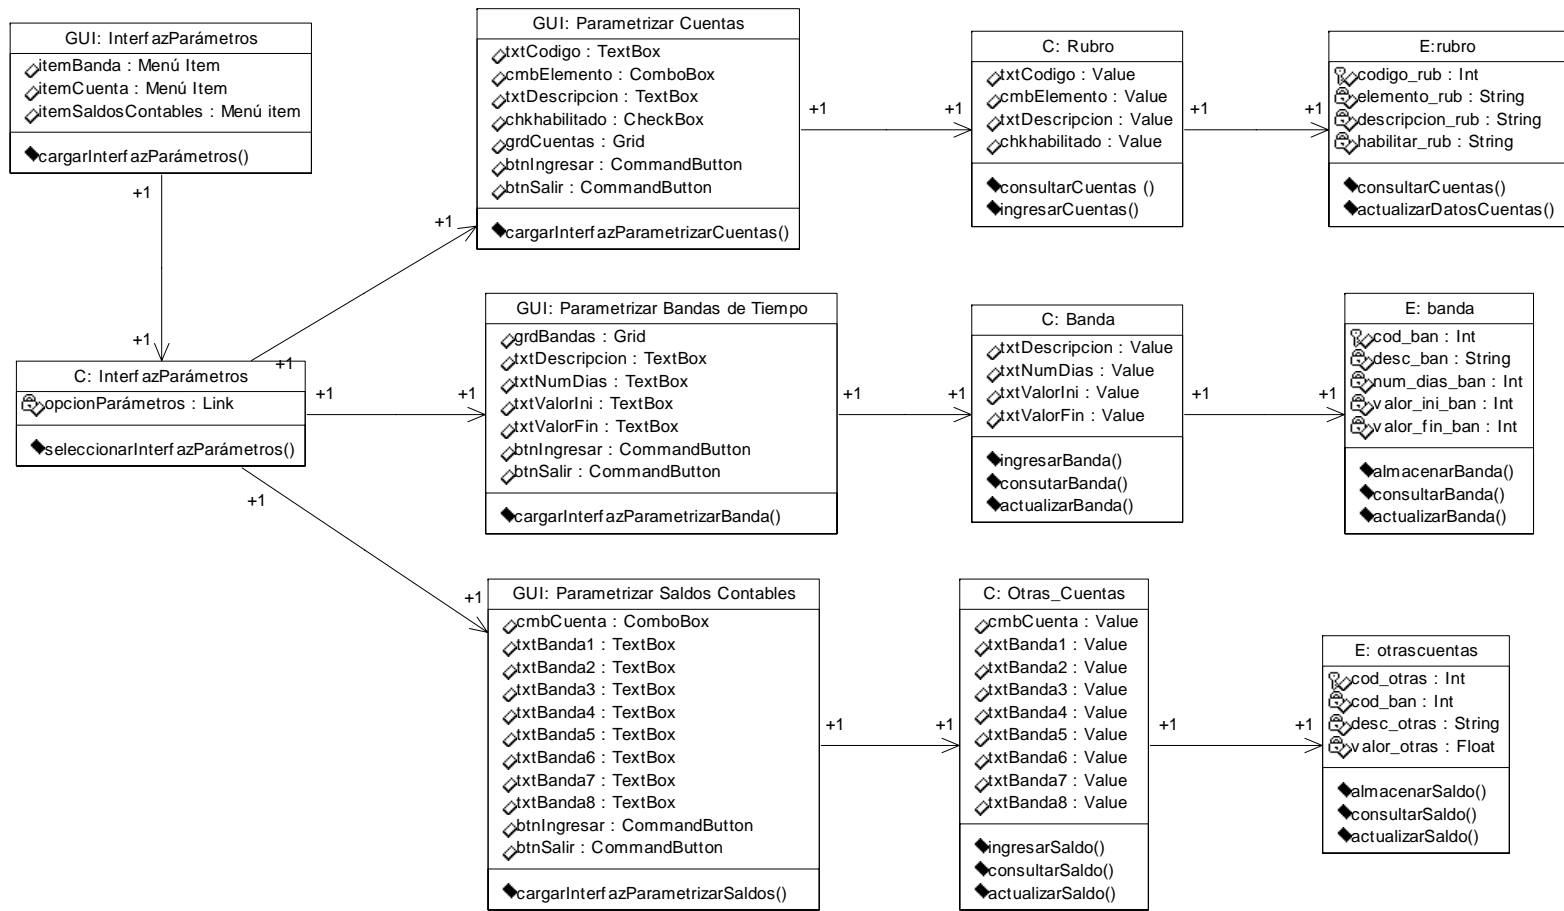 GUI: InterfazParámetros
itemBanda : Menú Item
itemCuenta : Menú Item
itemSaldosContables : Menú item
cargarInterfazParámetros()
+1
+1
C: InterfazParámetros
opcionParámetros : Link
seleccionarInterfazParámetros()
+1
+1
+1
+1
+1
+1
GUI: Parametrizar Cuentas
txtCodigo : TextBox
cmbElemento : ComboBox
txtDescripcion : TextBox
chkhabilitado : CheckBox
grdCuentas : Grid
btnIngresar : CommandButton
btnSalir : CommandButton
cargarInterfazParametrizarCuentas()
+1
+1
C: Rubro
txtCodigo : Value
cmbElemento : Value
txtDescripcion : Value
chkhabilitado : Value
consultarCuentas ()
ingresarCuentas()
+1
+1
E:rubro
codigo_rub : Int
elemento_rub : String
descripcion_rub : String
habilitar_rub : String
consultarCuentas()
actualizarDatosCuentas()
GUI: Parametrizar Bandas de Tiempo
grdBandas : Grid
txtDescripcion : TextBox
txtNumDias : TextBox
txtValorIni : TextBox
txtValorFin : TextBox
btnIngresar : CommandButton
btnSalir : CommandButton
cargarInterfazParametrizarBanda()
+1
+1
C: Banda
txtDescripcion : Value
txtNumDias : Value
txtValorIni : Value
txtValorFin : Value
ingresarBanda()
consutarBanda()
actualizarBanda()
+1
+1
E: banda
cod_ban : Int
desc_ban : String
num_dias_ban : Int
valor_ini_ban : Int
valor_fin_ban : Int
almacenarBanda()
consultarBanda()
actualizarBanda()
GUI: Parametrizar Saldos Contables
cmbCuenta : ComboBox
txtBanda1 : TextBox
txtBanda2 : TextBox
txtBanda3 : TextBox
txtBanda4 : TextBox
txtBanda5 : TextBox
txtBanda6 : TextBox
txtBanda7 : TextBox
txtBanda8 : TextBox
btnIngresar : CommandButton
btnSalir : CommandButton
cargarInterfazParametrizarSaldos()
+1
+1
C: Otras_Cuentas
cmbCuenta : Value
txtBanda1 : Value
txtBanda2 : Value
txtBanda3 : Value
txtBanda4 : Value
txtBanda5 : Value
txtBanda6 : Value
txtBanda7 : Value
txtBanda8 : Value
ingresarSaldo()
consultarSaldo()
actualizarSaldo()
+1
+1
E: otrascuentas
cod_otras : Int
cod_ban : Int
desc_otras : String
valor_otras : Float
almacenarSaldo()
consultarSaldo()
actualizarSaldo()